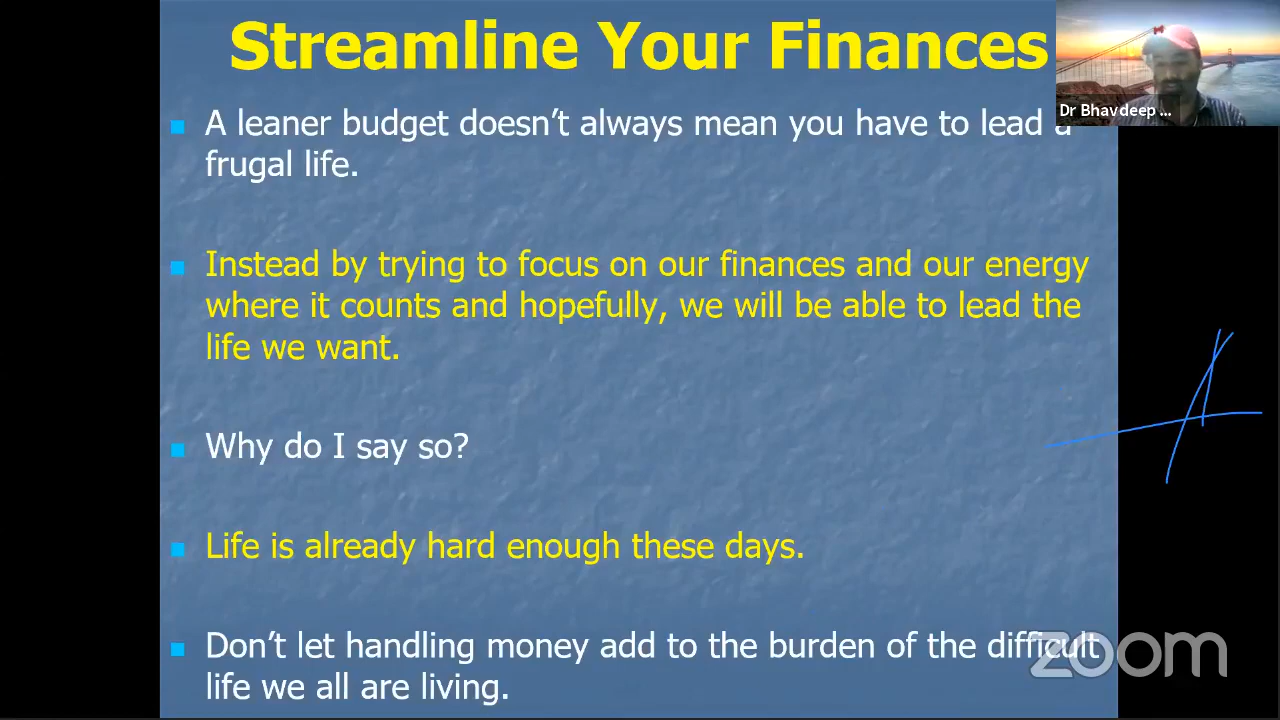 Streamline Your Finances
Dr Bhavdeep ...
A leaner budget doesn’t always mean you have to lead a
frugal life.
Instead by trying to focus on our finances and our energy
where it counts and hopefully, we will be able to lead the
life we want.
Why do I say so?
Life is already hard enough these days.
Don’t let handling money add to the burden of the difficult
life we all are living.
zoom